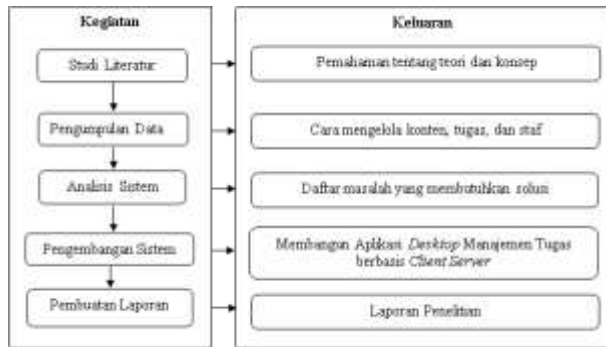 Kegiatan
Keluaran
Studi Literatur
Pemahaman tentang teori dan konsep
Pengumpulan Data
Cara mengelola konten, tugas, dan staf
Analisis Sistem
Daftar masalah yang membutuhkan solusi
Pengembangan Sistem
Membangun Aplikasi Desktop Manajemen Tugas
berbasis Client Server
Pembuatan Laporan
Laporan Penelitian